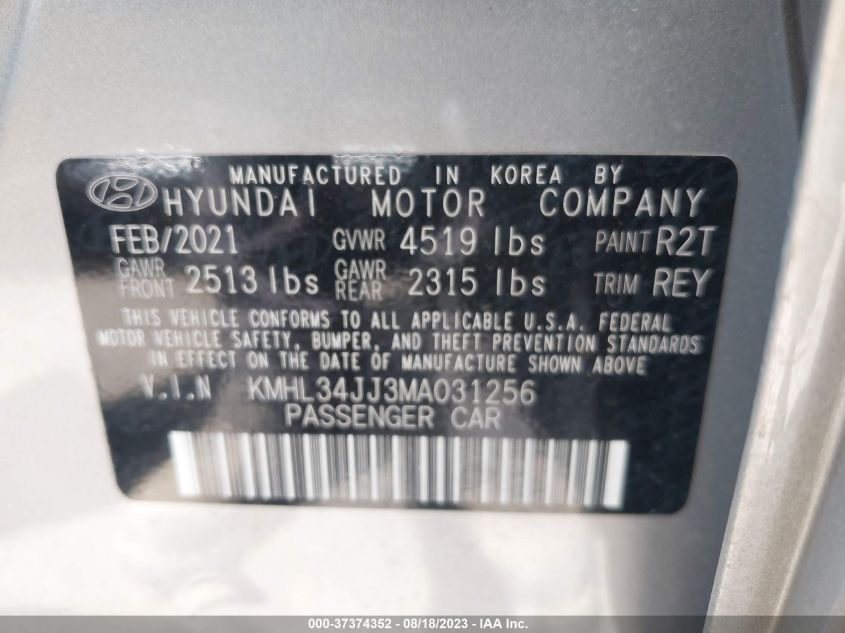 MANUFACTURED IN KOREA BY
HYUNDAI MOTOR COMPANY
FEB/2021 GVWR 4519 lbs PAINT R2T
GAWR FRONT 2513 lbs GAWR REAR 2315 lbs TRIM REY
THIS VEHICLE CONFORMS TO ALL APPLICABLE U.S.A. FEDERAL
MOTOR VEHICLE SAFETY, BUMPER, AND THEFT PREVENTION STANDARDS
IN EFFECT ON THE DATE OF MANUFACTURE SHOWN ABOVE
V.I.N KMHL34JJ3MA031256
PASSENGER CAR
000-37374352 - 08/18/2023 - IAA Inc.